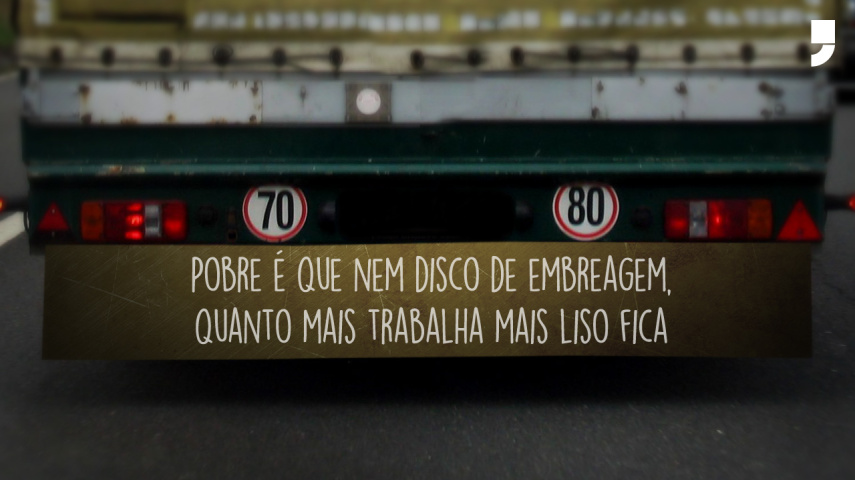 70
80
POBRE É QUE NEM DISCO DE EMBREAGEM,
QUANTO MAIS TRABALHA MAIS LISO FICA